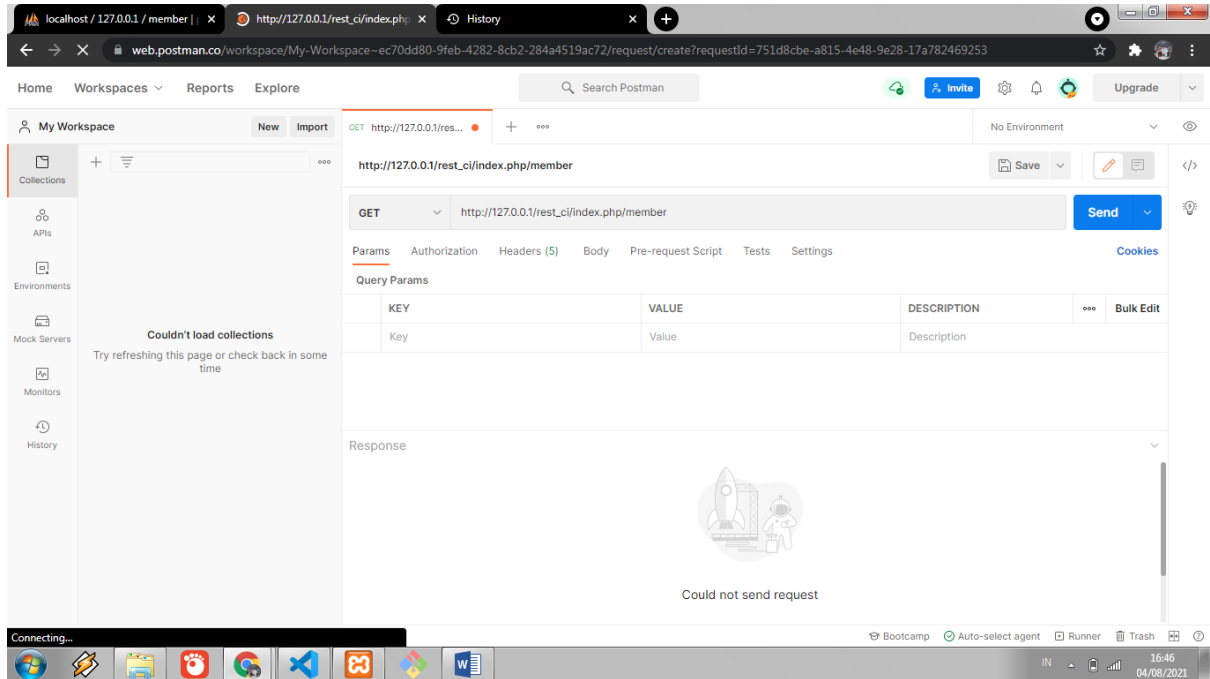 localhost / 127.0.0.1 / member | p
http://127.0.0.1/rest_ci/index.php
History
web.postman.co/workspace/My-Workspace~ec70dd80-9feb-4282-8cb2-284a4519ac72/request/create?requestId=751d8cbe-a815-4e48-9e28-17a782469253
Home Workspaces Reports Explore Search Postman Invite Upgrade
My Workspace New Import GET http://127.0.0.1/res... No Environment
Collections
http://127.0.0.1/rest_ci/index.php/member Save
APIs
GET http://127.0.0.1/rest_ci/index.php/member Send
Params Authorization Headers (5) Body Pre-request Script Tests Settings Cookies
Environments
Query Params
KEY VALUE DESCRIPTION Bulk Edit
Key Value Description
Mock Servers
Couldn't load collections
Try refreshing this page or check back in some
time
Monitors
History
Response
Could not send request
Connecting...
Bootcamp Auto-select agent Runner Trash
IN 16:46
04/08/2021